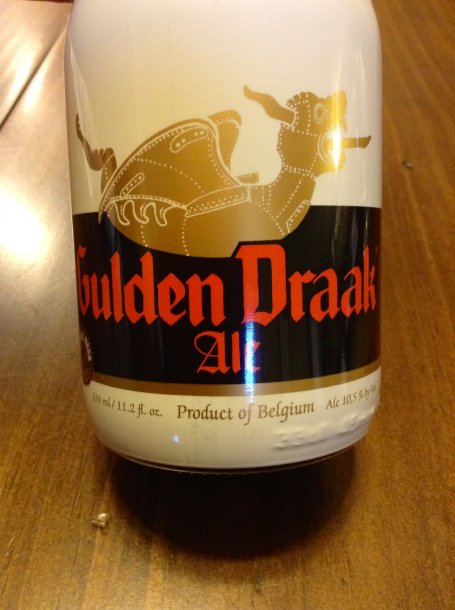 Gulden Draak
Ale
330 ml / 11.2 fl. oz. Product of Belgium Alc 10,5 % by Vol